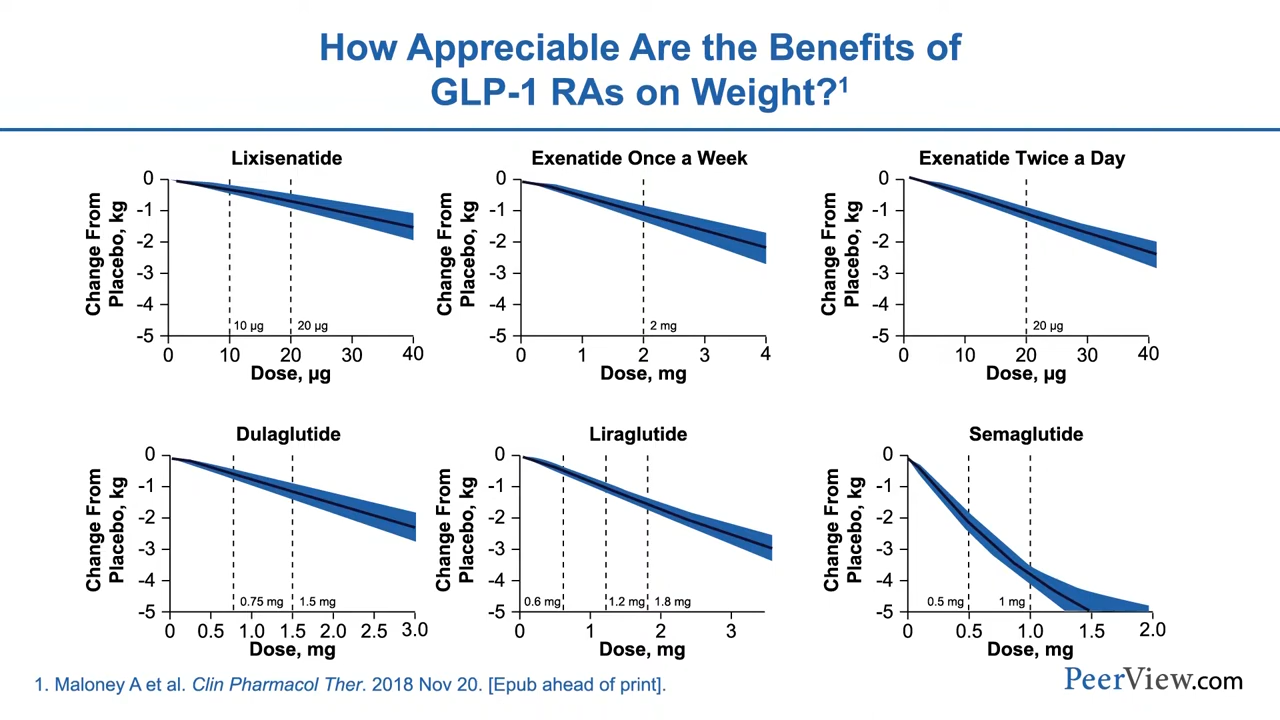 How Appreciable Are the Benefits of
GLP-1 RAs on Weight?1
Lixisenatide
Change From
Placebo, kg
0
-1
-2
-3
-4
-5
10 µg
20 µg
0 10 20 30 40
Dose, µg
Exenatide Once a Week
Change From
Placebo, kg
0
-1
-2
-3
-4
-5
2 mg
0 1 2 3 4
Dose, mg
Exenatide Twice a Day
Change From
Placebo, kg
0
-1
-2
-3
-4
-5
20 µg
0 10 20 30 40
Dose, µg
Dulaglutide
Change From
Placebo, kg
0
-1
-2
-3
-4
-5
0.75 mg
1.5 mg
0 0.5 1.0 1.5 2.0 2.5 3.0
Dose, mg
Liraglutide
Change From
Placebo, kg
0
-1
-2
-3
-4
-5
0.6 mg
1.2 mg
1.8 mg
0 1 2 3
Dose, mg
Semaglutide
Change From
Placebo, kg
0
-1
-2
-3
-4
-5
0.5 mg
1 mg
0 0.5 1.0 1.5 2.0
Dose, mg
1. Maloney A et al. Clin Pharmacol Ther. 2018 Nov 20. [Epub ahead of print].
PeerView.com